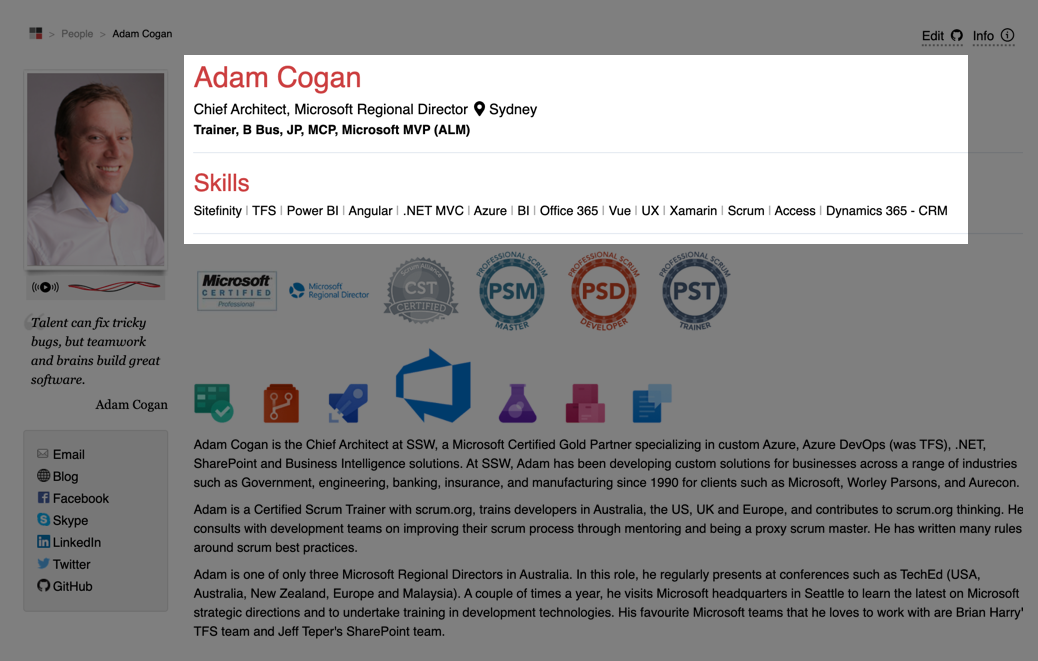 > People > Adam Cogan
Edit Info
Adam Cogan
Chief Architect, Microsoft Regional Director Sydney
Trainer, B Bus, JP, MCP, Microsoft MVP (ALM)
Skills
Sitefinity | TFS | Power BI | Angular | .NET MVC | Azure | BI | Office 365 | Vue | UX | Xamarin | Scrum | Access | Dynamics 365 - CRM
Microsoft
CERTIFIED
Professional
Microsoft
Regional Director
CST
CERTIFIED
PROFESSIONAL SCRUM
PSM
MASTER
PROFESSIONAL SCRUM
PSD
DEVELOPER
PROFESSIONAL SCRUM
PST
TRAINER
“Talent can fix tricky
bugs, but teamwork
and brains build great
software.
Adam Cogan
Email
Blog
Facebook
Skype
LinkedIn
Twitter
GitHub
Adam Cogan is the Chief Architect at SSW, a Microsoft Certified Gold Partner specializing in custom Azure, Azure DevOps (was TFS), .NET,
SharePoint and Business Intelligence solutions. At SSW, Adam has been developing custom solutions for businesses across a range of industries
such as Government, engineering, banking, insurance, and manufacturing since 1990 for clients such as Microsoft, Worley Parsons, and Aurecon.
Adam is a Certified Scrum Trainer with scrum.org, trains developers in Australia, the US, UK and Europe, and contributes to scrum.org thinking. He
consults with development teams on improving their scrum process through mentoring and being a proxy scrum master. He has written many rules
around scrum best practices.
Adam is one of only three Microsoft Regional Directors in Australia. In this role, he regularly presents at conferences such as TechEd (USA,
Australia, New Zealand, Europe and Malaysia). A couple of times a year, he visits Microsoft headquarters in Seattle to learn the latest on Microsoft
strategic directions and to undertake training in development technologies. His favourite Microsoft teams that he loves to work with are Brian Harry'
TFS team and Jeff Teper's SharePoint team.